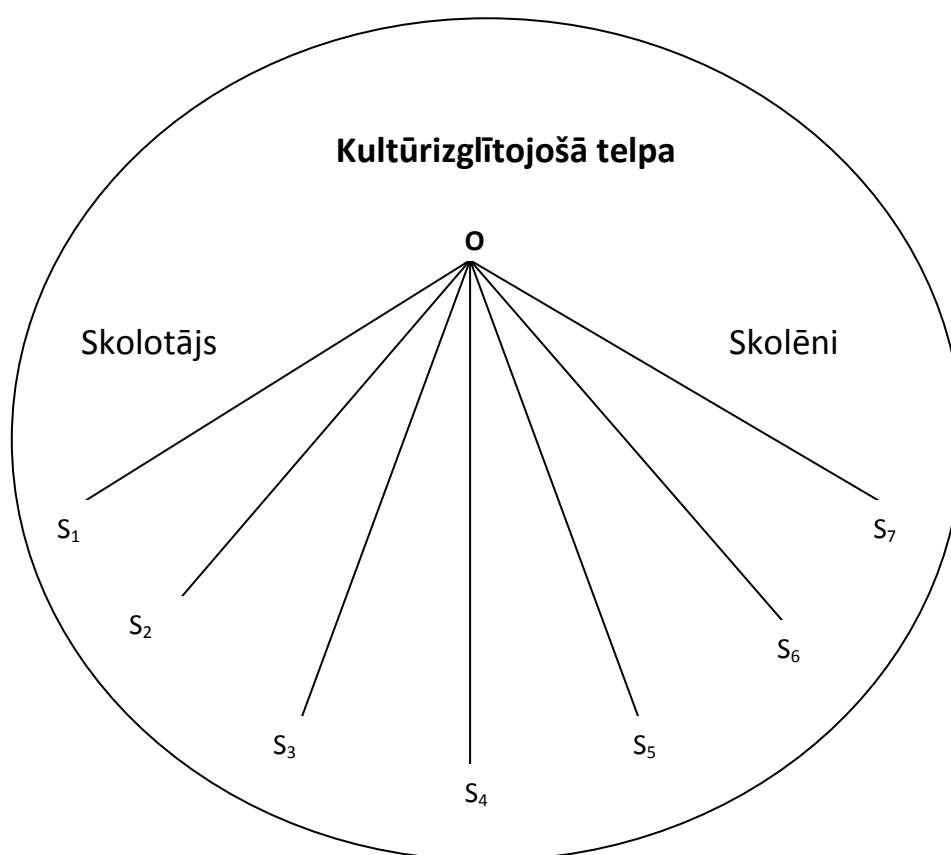 Kultūrizglītojošā telpa
O
Skolotājs
Skolēni
S₁
S₇
S₂
S₆
S₃
S₅
S₄